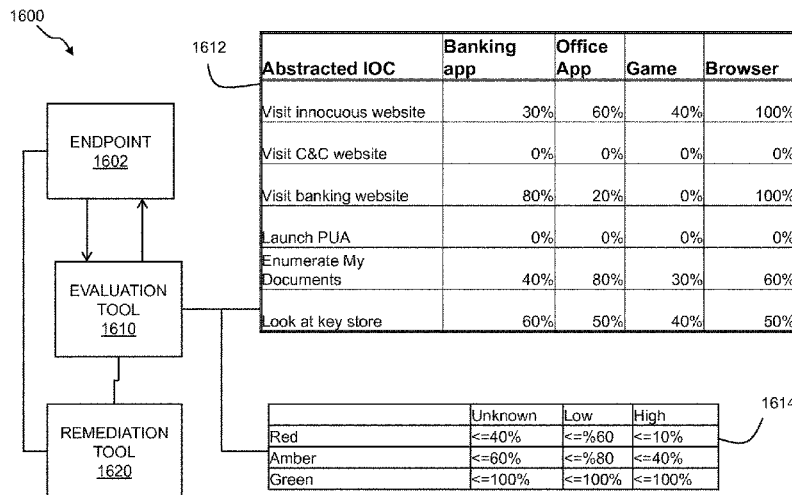 1600
1612
Abstracted IOC Banking app Office App Game Browser
Visit innocuous website 30% 60% 40% 100%
Visit C&C website 0% 0% 0% 0%
Visit banking website 80% 20% 0% 100%
Launch PUA 0% 0% 0% 0%
Enumerate My Documents 40% 80% 30% 60%
Look at key store 60% 50% 40% 50%
ENDPOINT
1602
EVALUATION
TOOL
1610
REMEDIATION
TOOL
1620
1614
Unknown Low High
Red <=40% <=%60 <=10%
Amber <=60% <=%80 <=40%
Green <=100% <=100% <=100%